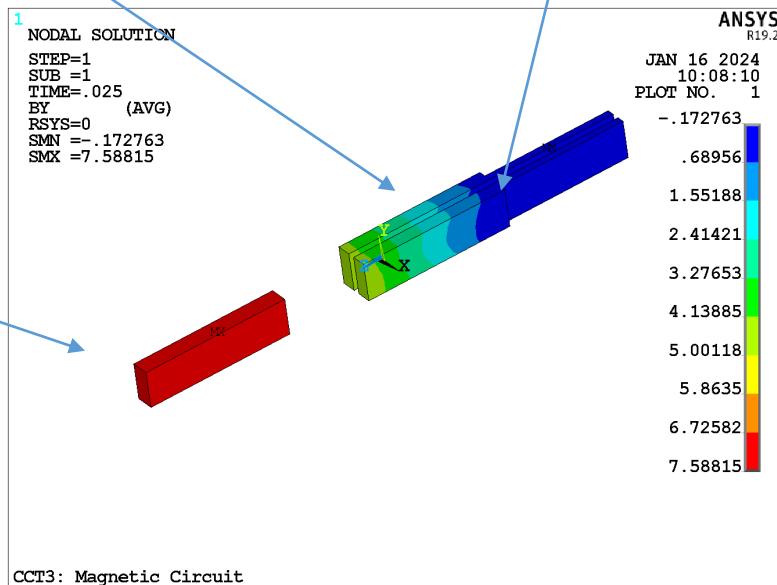 1
NODAL SOLUTION
STEP=1
SUB =1
TIME=.025
BY (AVG)
RSYS=0
SMN =-.172763
SMX =7.58815
ANSYS
R19.2
JAN 16 2024
10:08:10
PLOT NO. 1
-.172763
.68956
1.55188
2.41421
3.27653
4.13885
5.00118
5.8635
6.72582
7.58815
Y
X
Z
MX
CCT3: Magnetic Circuit